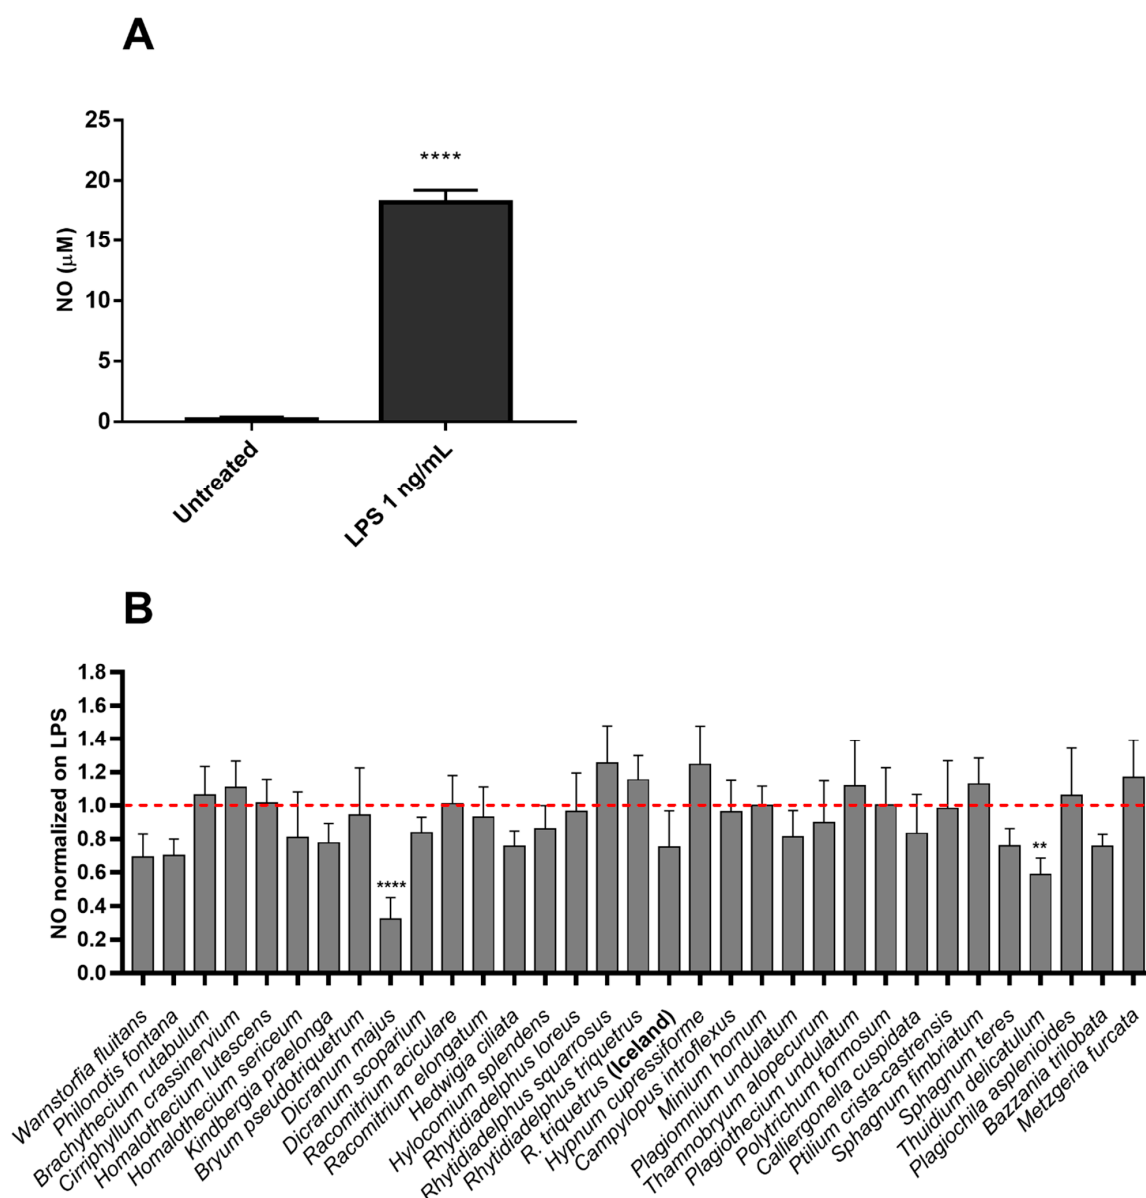 A
25
20
15
10
5
0
NO (µM)
****
Untreated
LPS 1 ng/mL
B
1.8
1.6
1.4
1.2
1.0
0.8
0.6
0.4
0.2
0.0
NO normalized on LPS
****
**
Warnstorfia fluitans
Philonotis fontana
Brachythecium rutabulum
Cirriphyllum crassinervium
Homalothecium lutescens
Homalothecium sericeum
Kindbergia praelonga
Bryum pseudotriquetrum
Dicranum majus
Dicranum scoparium
Racomitrium aciculare
Racomitrium elongatum
Hedwigia ciliata
Hylocomium splendens
Rhytidiadelphus loreus
Rhytidiadelphus squarrosus
Rhytidiadelphus triquetrus
R. triquetrus (Iceland)
Hypnum cupressiforme
Campylopus introflexus
Mnium hornum
Plagiomnium undulatum
Thamnobryum alopecurum
Plagiothecium undulatum
Polytrichum formosum
Calliergonella cuspidata
Ptilium crista-castrensis
Sphagnum fimbriatum
Sphagnum teres
Thuidium delicatulum
Plagiochila asplenioides
Bazzania trilobata
Metzgeria furcata